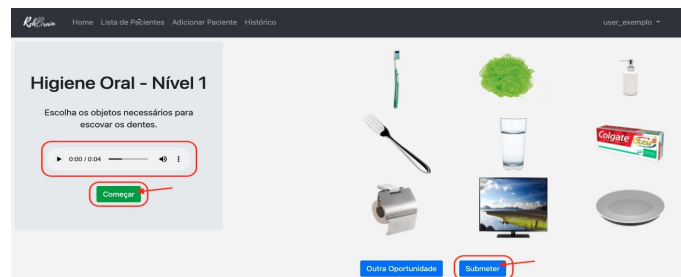 RehBrain Home Lista de Pacientes Adicionar Paciente Histórico user_exemplo
Higiene Oral - Nível 1
Escolha os objetos necessários para
escovar os dentes.
0:00 / 0:04
Começar
Colgate
Outra Oportunidade Submeter